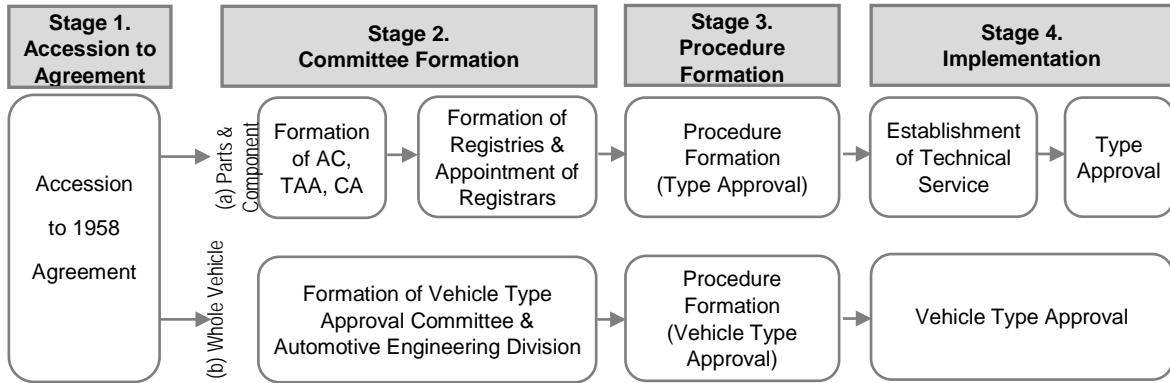 Stage 1.
Accession to
Agreement
Stage 2.
Committee Formation
Stage 3.
Procedure
Formation
Stage 4.
Implementation
Accession
to 1958
Agreement
(a) Parts &
Component
Formation
of AC,
TAA, CA
Formation of
Registries &
Appointment of
Registrars
Procedure
Formation
(Type Approval)
Establishment
of Technical
Service
Type
Approval
(b) Whole Vehicle
Formation of Vehicle Type
Approval Committee &
Automotive Engineering Division
Procedure
Formation
(Vehicle Type
Approval)
Vehicle Type Approval